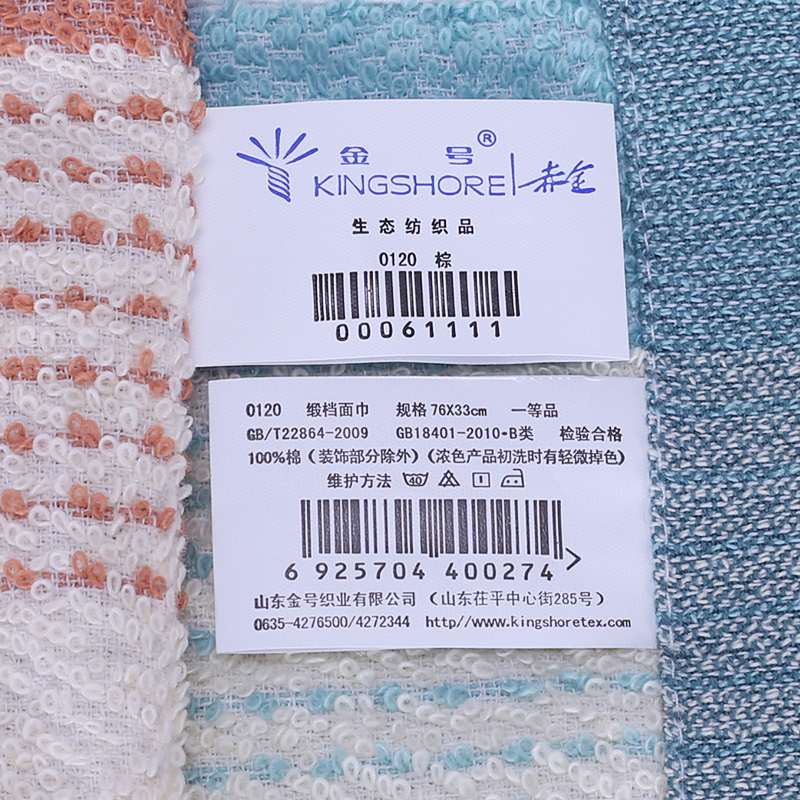 金号®
KINGSHORE 赤金
生态纺织品
0120 棕
00061111
0120 缎档面巾 规格76X33cm 一等品
GB/T22864-2009 GB18401-2010·B类 检验合格
100%棉（装饰部分除外）（浓色产品初洗时有轻微掉色）
维护方法 40
6 925704 400274
山东金号织业有限公司（山东茌平中心街285号）
0635-4276500/4272344 http//www.kingshoretex.com